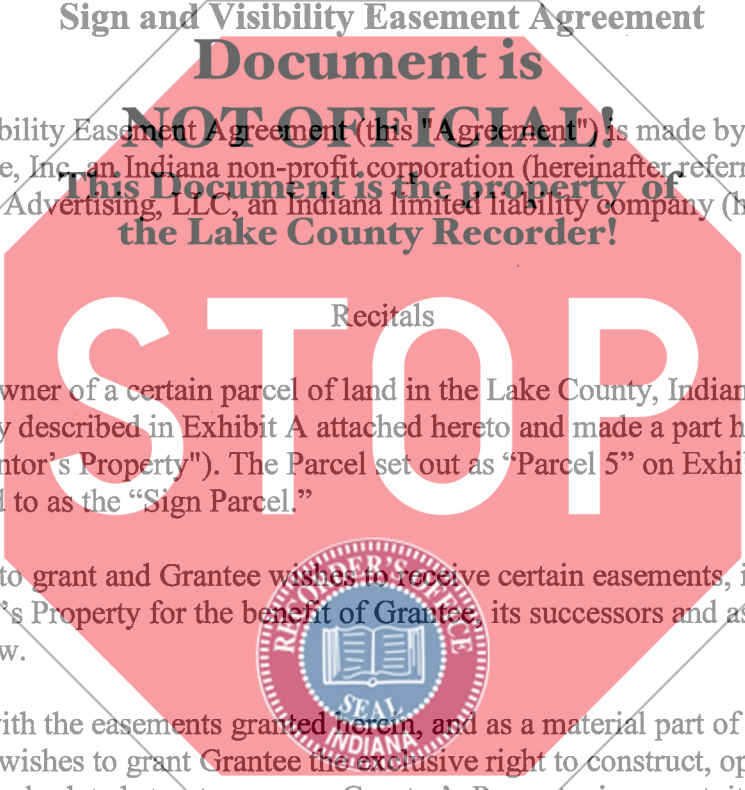 Sign and Visibility Easement Agreement
Document is
NOT OFFICIAL!
bility Easement Agreement (this "Agreement") is made by
e, Inc. an Indiana non-profit corporation (hereinafter referr
This Document is the property of
Advertising, LLC, an Indiana limited liability company (h
the Lake County Recorder!
Recitals
STOP
wner of a certain parcel of land in the Lake County, Indian
y described in Exhibit A attached hereto and made a part h
ntor's Property"). The Parcel set out as “Parcel 5” on Exhi
l to as the “Sign Parcel.”
to grant and Grantee wishes to receive certain easements, i
's Property for the benefit of Grantee, its successors and as
w.
RECORDER'S OFFICE
SEAL
INDIANA
ith the easements granted herein, and as a material part of
wishes to grant Grantee the exclusive right to construct, op